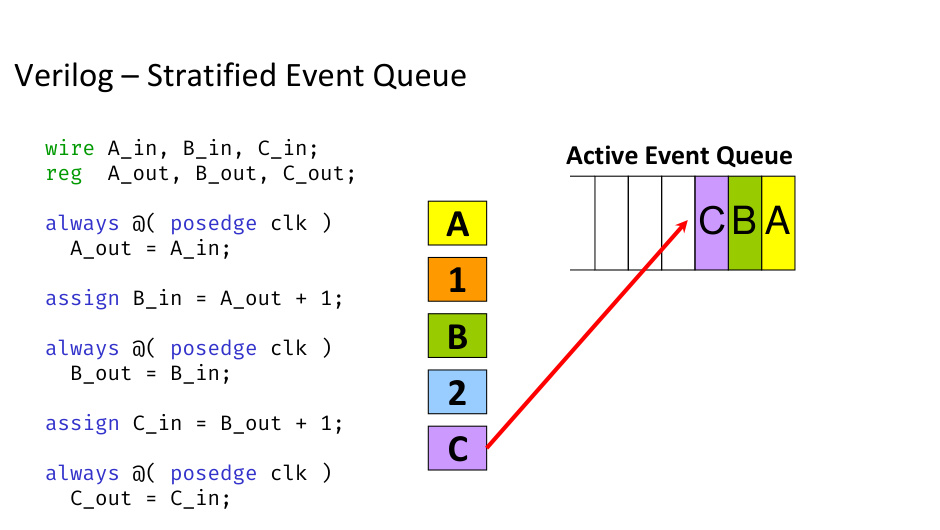 Verilog – Stratified Event Queue
wire A_in, B_in, C_in;
reg  A_out, B_out, C_out;
always @( posedge clk )
  A_out = A_in;
assign B_in = A_out + 1;
always @( posedge clk )
  B_out = B_in;
assign C_in = B_out + 1;
always @( posedge clk )
  C_out = C_in;
A
1
B
2
C
Active Event Queue
C B A